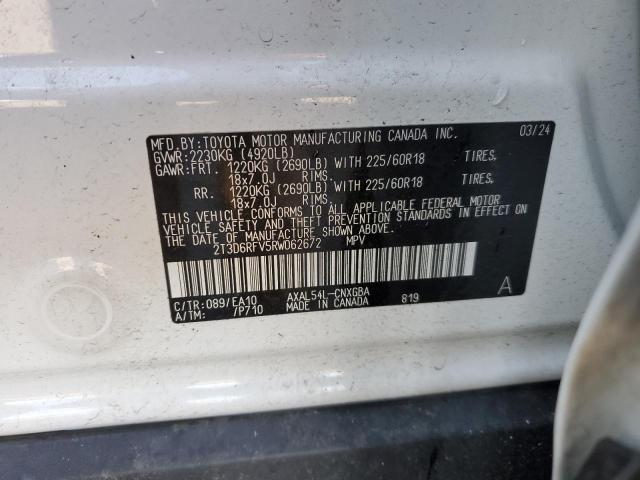 MFD. BY: TOYOTA MOTOR MANUFACTURING CANADA INC. 03/24
GVWR: 2230KG (4920LB)
GAWR: FRT. 1220KG (2690LB) WITH 225/60R18 TIRES.
18x7.0J RIMS.
RR. 1220KG (2690LB) WITH 225/60R18 TIRES.
18x7.0J RIMS.
THIS VEHICLE CONFORMS TO ALL APPLICABLE FEDERAL MOTOR
VEHICLE SAFETY AND THEFT PREVENTION STANDARDS IN EFFECT ON
THE DATE OF MANUFACTURE SHOWN ABOVE.
2T3D6RFV5RW062672 MPV
C/TR: 089/EA10 AXAL54L-CNXGBA A
A/TM: /P710 MADE IN CANADA 819